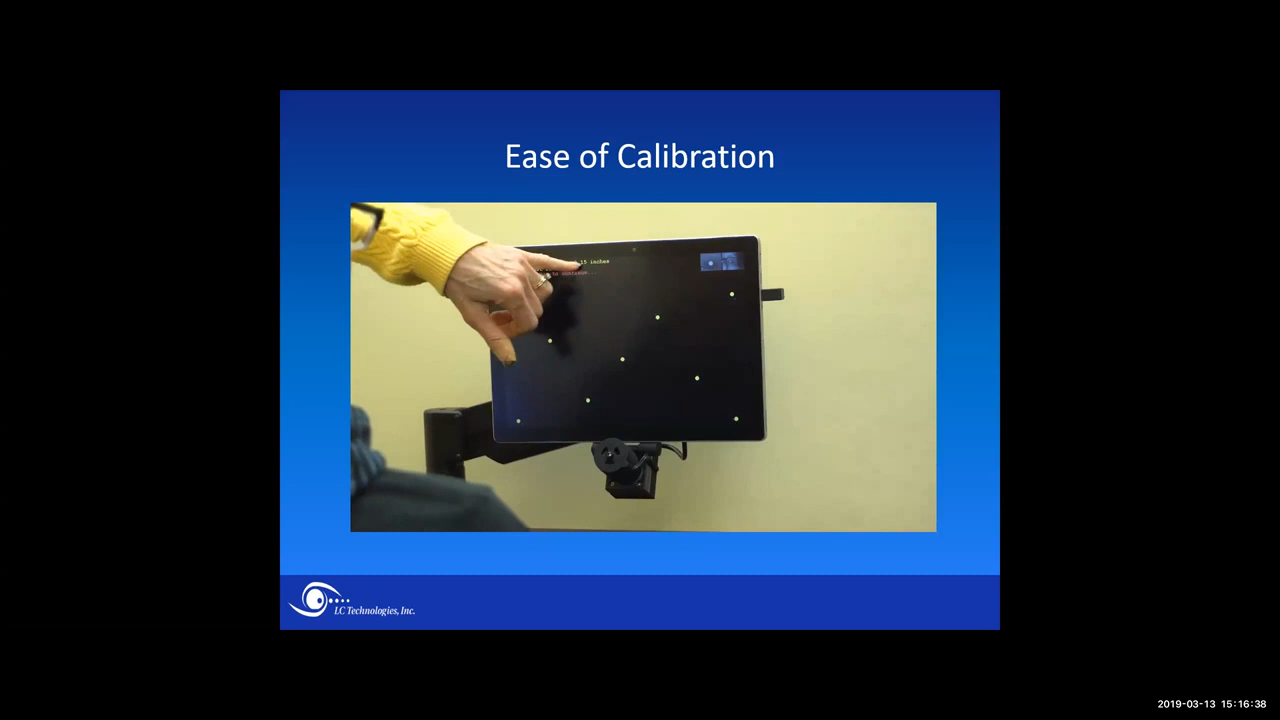 Ease of Calibration
15 inches
LC Technologies, Inc.
2019-03-13 15:16:38